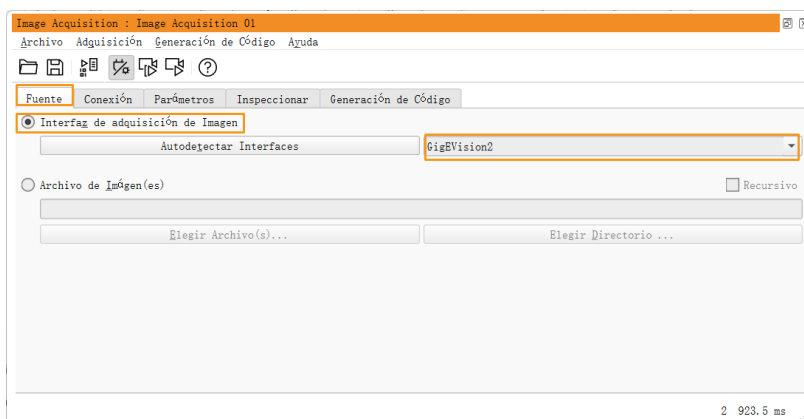 Image Acquisition : Image Acquisition 01
Archivo Adquisición Generación de Código Ayuda
Fuente Conexión Parámetros Inspeccionar Generación de Código
Interfaz de adquisición de Imagen
Autodetectar Interfaces GigEVision2
Archivo de Imágen(es) Recursivo
Elegir Archivo(s)... Elegir Directorio ...
2 923.5 ms